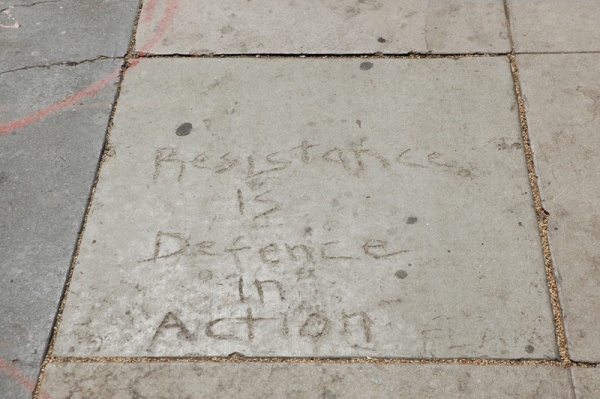 Resistance
is
Defence
"in"
Action